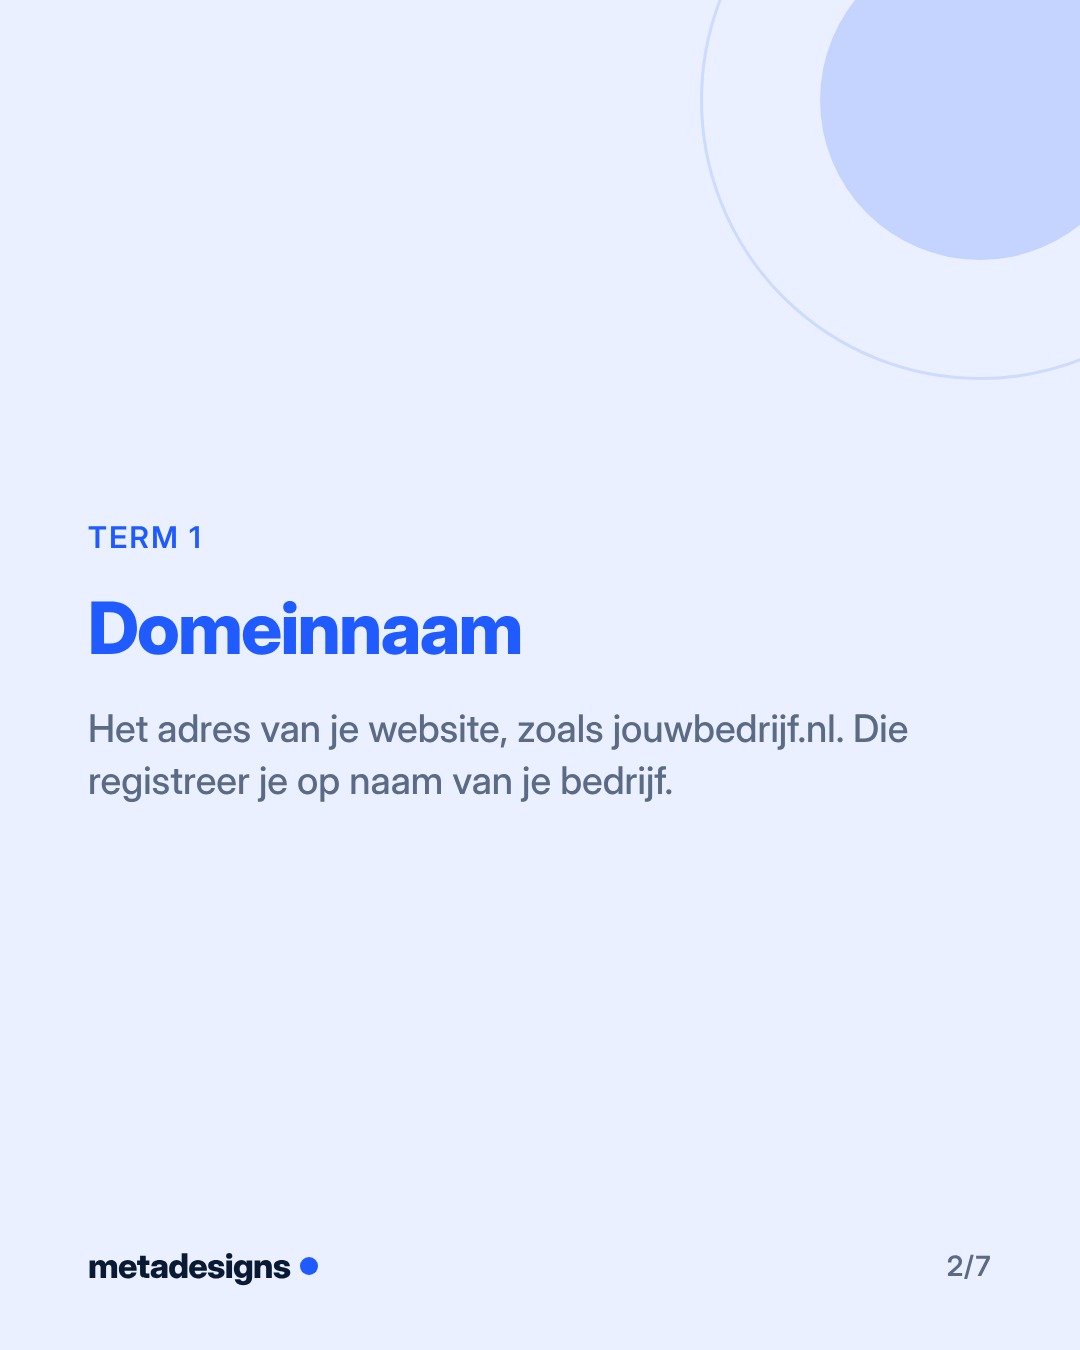 TERM 1
Domeinnaam
Het adres van je website, zoals jouwbedrijf.nl. Die
registreer je op naam van je bedrijf.
metadesigns
2/7